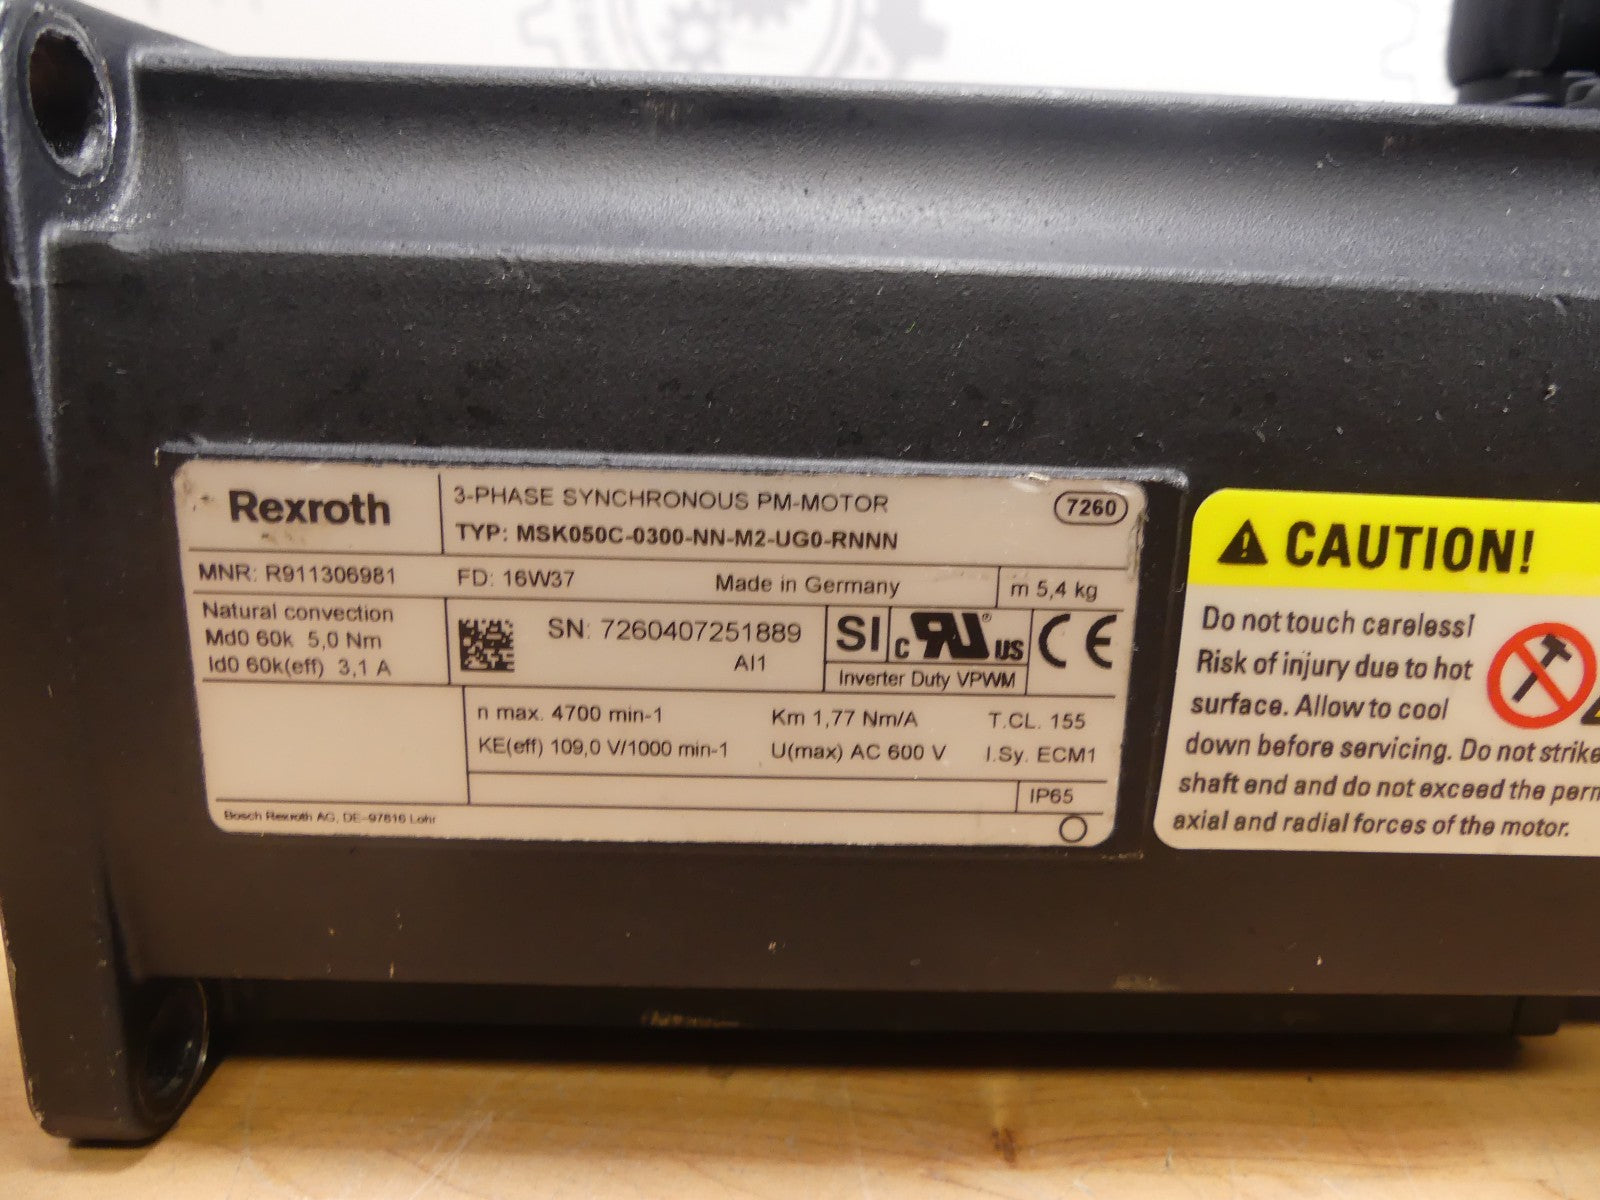 Rexroth
3-PHASE SYNCHRONOUS PM-MOTOR
7260
TYP: MSK050C-0300-NN-M2-UG0-RNNN
MNR: R911306981 FD: 16W37 Made in Germany m 5,4 kg
Natural convection
Md0 60k 5,0 Nm
Id0 60k(eff) 3,1 A
SN: 7260407251889
AI1
SI
c RU ® US
Inverter Duty VPWM
CE
n max. 4700 min-1 Km 1,77 Nm/A T.CL. 155
KE(eff) 109,0 V/1000 min-1 U(max) AC 600 V I.Sy. ECM1
IP65
Bosch Rexroth AG, DE-97816 Lohr
CAUTION!
Do not touch careless!
Risk of injury due to hot
surface. Allow to cool
down before servicing. Do not strike
shaft end and do not exceed the
axial and radial forces of the motor.